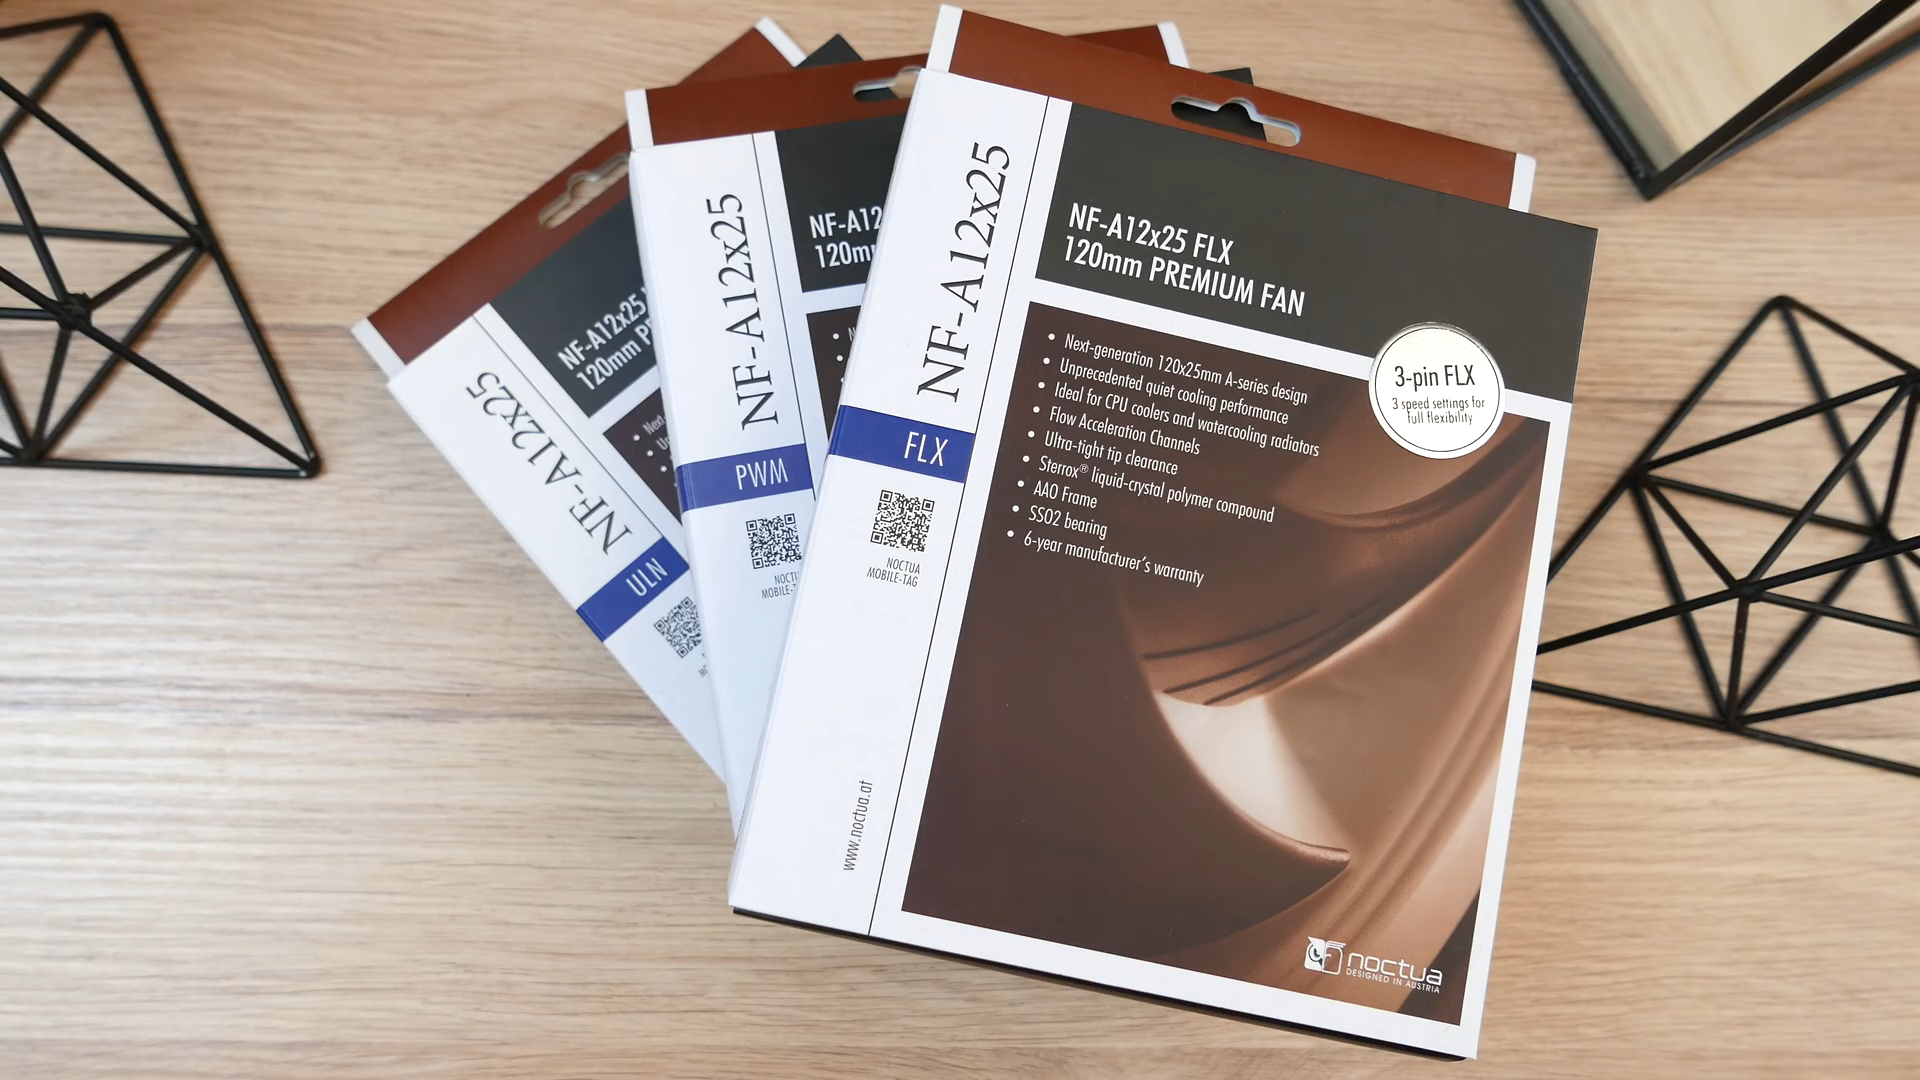 NF-A12x25
ULN
NF-A12x25
120mm
NF-A12x25
PWM
NF-A12
NOCTUA
NF-A12x25
FLX
NOCTUA
MOBILE-TAG
www.noctua.at
NF-A12x25 FLX
120mm PREMIUM FAN
3-pin FLX
3 speed settings for
full flexibility
• Next-generation 120x25mm A-series design
• Unprecedented quiet cooling performance
• Ideal for CPU coolers and watercooling radiators
• Flow Acceleration Channels
• Ultra-tight tip clearance
• Sterrox® liquid-crystal polymer compound
• AAO Frame
• SSO2 bearing
• 6-year manufacturer's warranty
noctua
DESIGNED IN AUSTRIA